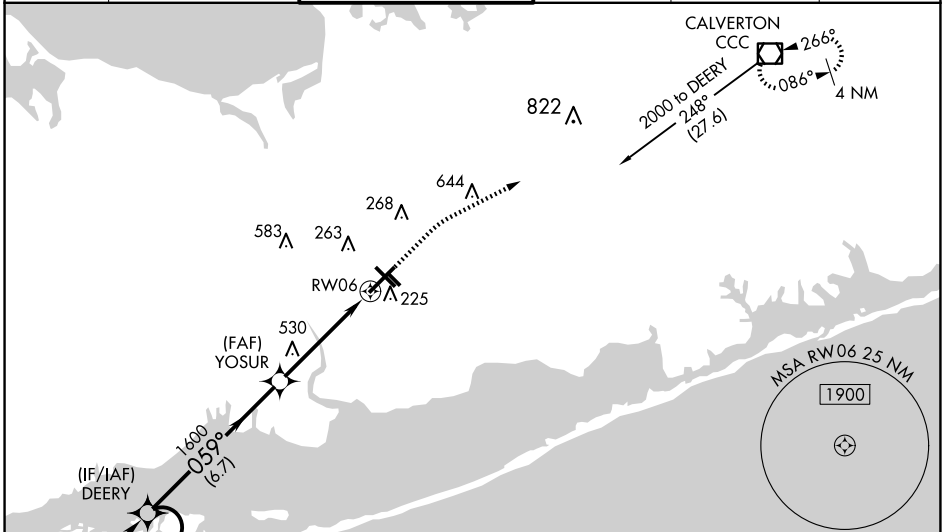 CALVERTON
CCC
266°
086°
4 NM
2000 to DEERY
248°
(27.6)
822
644
268
583
263
RW06
225
530
(FAF)
YOSUR
1600
059°
(6.7)
(IF/IAF)
DEERY
MSA RW06 25 NM
1900